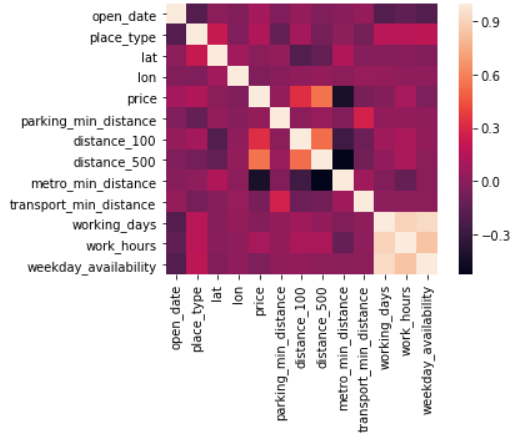 open_date
place_type
lat
lon
price
parking_min_distance
distance_100
distance_500
metro_min_distance
transport_min_distance
working_days
work_hours
weekday_availability
open_date
place_type
lat
lon
price
parking_min_distance
distance_100
distance_500
metro_min_distance
transport_min_distance
working_days
work_hours
weekday_availability
0.9
0.6
0.3
0.0
−0.3